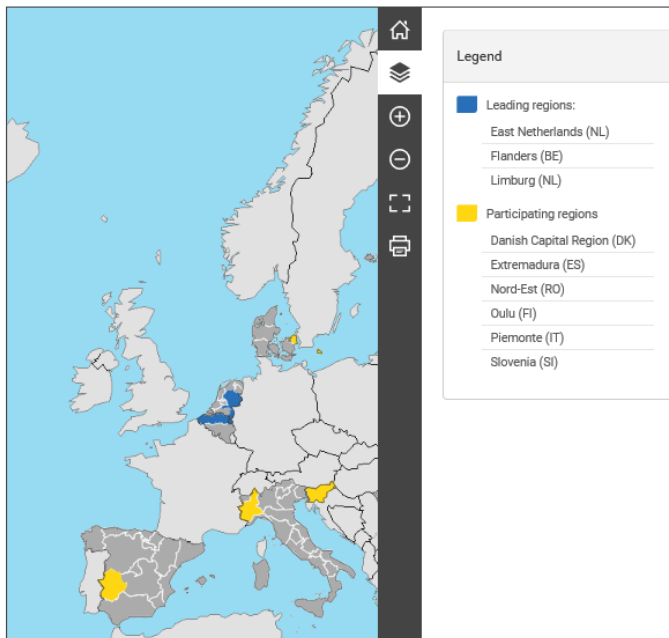 Legend
Leading regions:
East Netherlands (NL)
Flanders (BE)
Limburg (NL)
Participating regions
Danish Capital Region (DK)
Extremadura (ES)
Nord-Est (RO)
Oulu (FI)
Piemonte (IT)
Slovenia (SI)